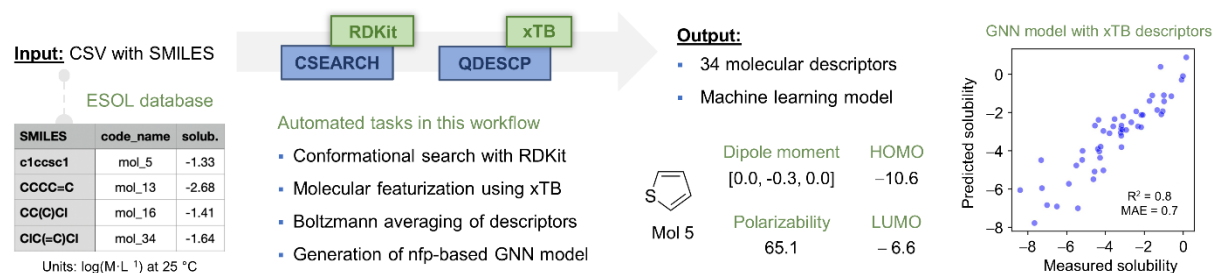 Input: CSV with SMILES
ESOL database
SMILES code_name solub.
c1ccsc1 mol_5 -1.33
CCCC=C mol_13 -2.68
CC(C)Cl mol_16 -1.41
ClC(=C)Cl mol_34 -1.64
Units: log(M·L⁻¹) at 25 °C
RDKit
CSEARCH
xTB
QDESCP
Automated tasks in this workflow
▪ Conformational search with RDKit
▪ Molecular featurization using xTB
▪ Boltzmann averaging of descriptors
▪ Generation of nfp-based GNN model
Output:
▪ 34 molecular descriptors
▪ Machine learning model
S
Mol 5
Dipole moment HOMO
[0.0, -0.3, 0.0] −10.6
Polarizability LUMO
65.1 − 6.6
GNN model with xTB descriptors
Predicted solubility
0
−2
−4
−6
−8
R² = 0.8
MAE = 0.7
−8 −6 −4 −2 0
Measured solubility